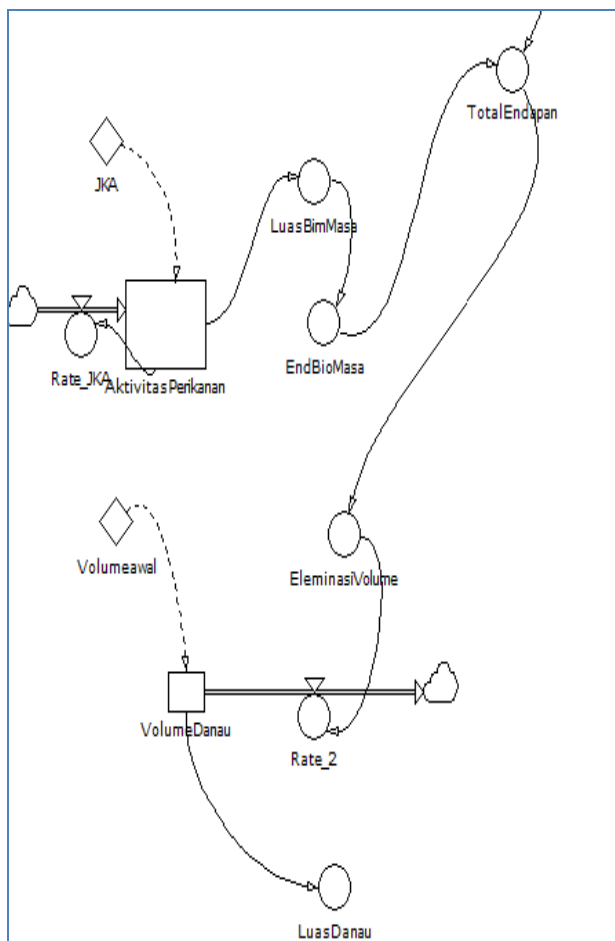 TotalEndapan
JKA
LuasBimMasa
EndBioMasa
Rate_JKA
AktivitasPerikanan
Volumeawal
EleminasiVolume
VolumeDanau
Rate_2
LuasDanau